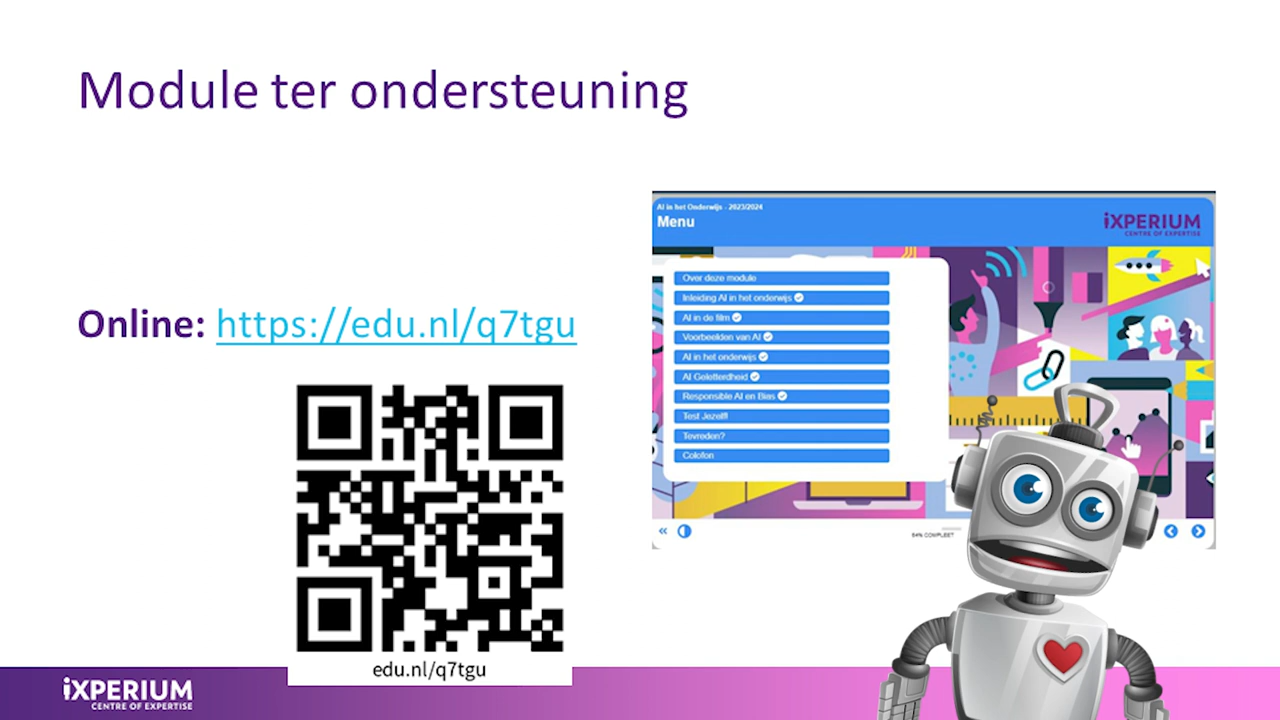 Module ter ondersteuning
Online: https://edu.nl/q7tgu
edu.nl/q7tgu
AI in het Onderwijs - 2023/2024
Menu
iXPERIUM
CENTRE OF EXPERTISE
Over deze module
Inleiding AI in het onderwijs
AI in de film
Voorbeelden van AI
AI in het onderwijs
AI Geletterdheid
Responsible AI en Bias
Test Jezelf!
Tevreden?
Colofon
64% COMPLEET
iXPERIUM
CENTRE OF EXPERTISE